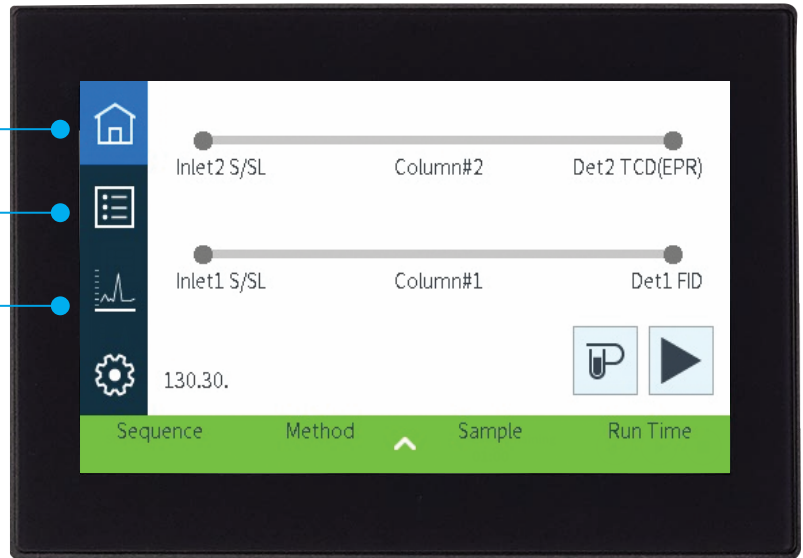 Inlet2 S/SL Column#2 Det2 TCD(EPR)
Inlet1 S/SL Column#1 Det1 FID
130.30.
Sequence Method Sample Run Time